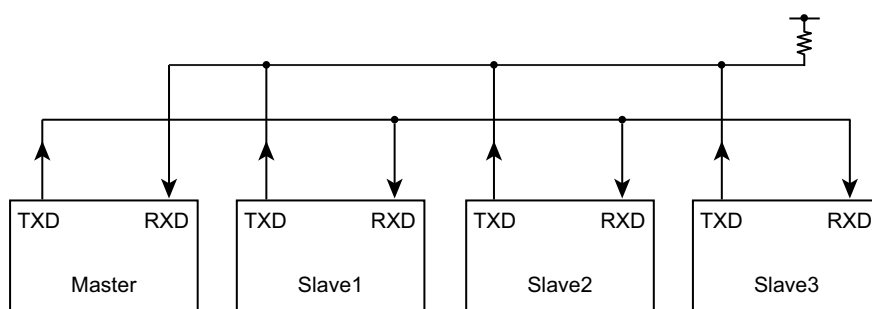 TXD RXD TXD RXD TXD RXD TXD RXD
Master Slave1 Slave2 Slave3